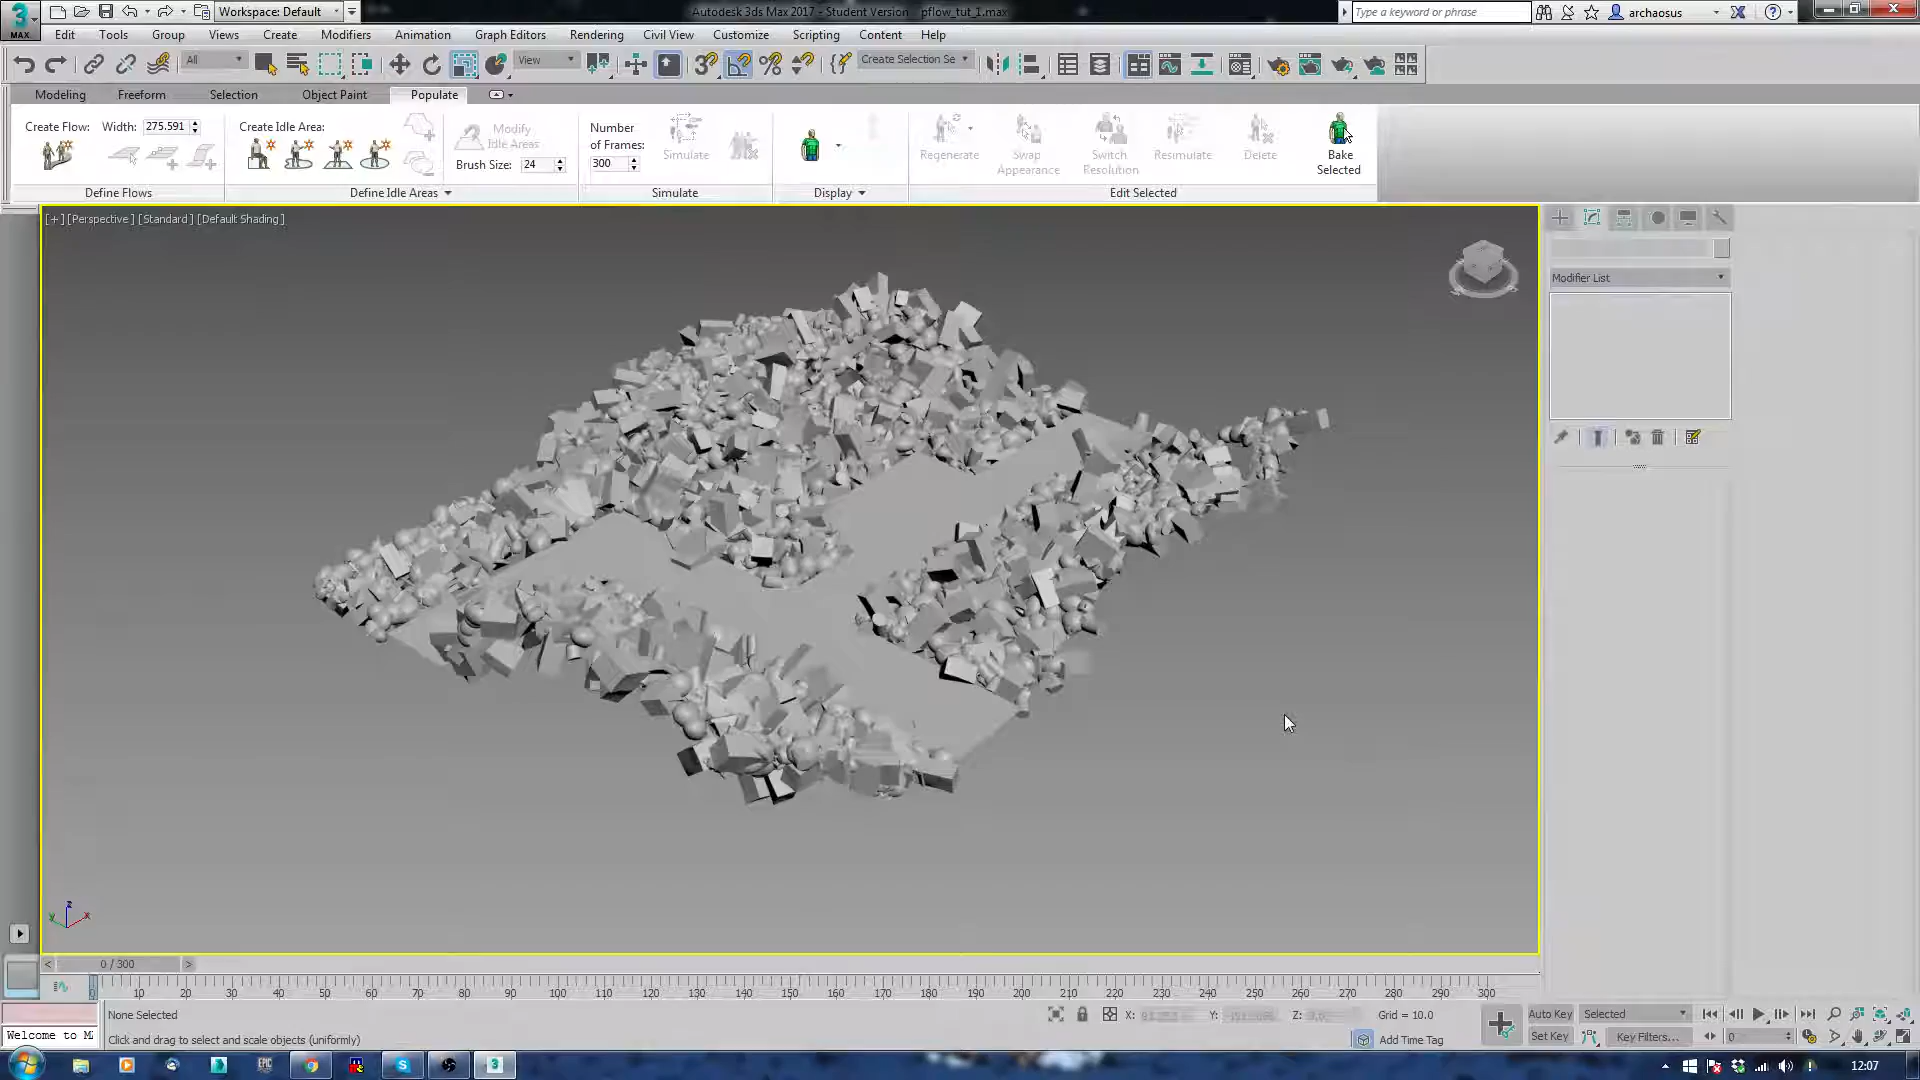 Workspace: Default
Autodesk 3ds Max 2017 - Student Version pflow_tut_1.max
Type a keyword or phrase
archaosus
MAX
Edit Tools Group Views Create Modifiers Animation Graph Editors Rendering Civil View Customize Scripting Content Help
All
View
Create Selection Se
Modeling Freeform Selection Object Paint Populate
Create Flow: Width: 275.591
Create Idle Area:
Modify
Idle Areas
Brush Size: 24
Number
of Frames:
300
Simulate
Regenerate
Swap
Appearance
Switch
Resolution
Resimulate
Delete
Bake
Selected
Define Flows
Define Idle Areas
Simulate
Display
Edit Selected
[+] [Perspective] [Standard] [Default Shading]
Modifier List
z
y
x
< 0 / 300 >
0 10 20 30 40 50 60 70 80 90 100 110 120 130 140 150 160 170 180 190 200 210 220 230 240 250 260 270 280 290 300
None Selected
X: Y: Z:
Grid = 10.0
Auto Key
Selected
Welcome to M
Click and drag to select and scale objects (uniformly)
Add Time Tag
Set Key
Key Filters...
0
EPIC
12:07